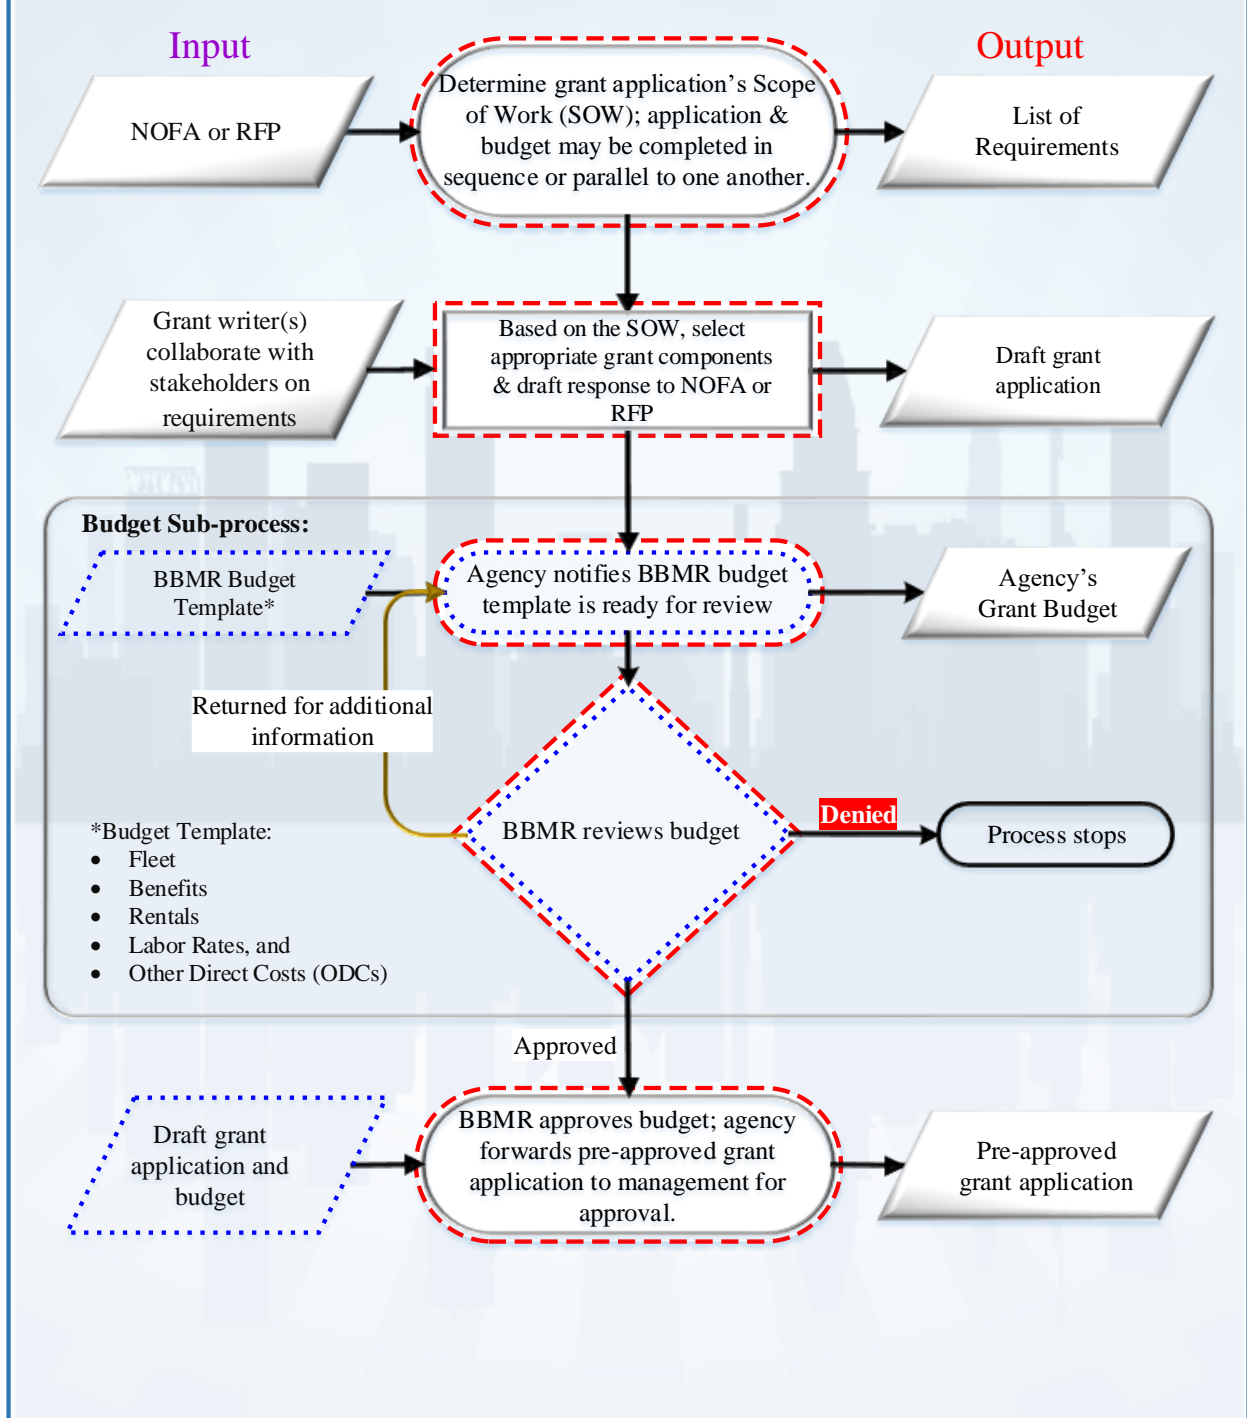 Input
Output
NOFA or RFP
Determine grant application’s Scope
of Work (SOW); application &
budget may be completed in
sequence or parallel to one another.
List of
Requirements
Grant writer(s)
collaborate with
stakeholders on
requirements
Based on the SOW, select
appropriate grant components
& draft response to NOFA or
RFP
Draft grant
application
Budget Sub-process:
BBMR Budget
Template*
Agency notifies BBMR budget
template is ready for review
Agency’s
Grant Budget
Returned for additional
information
BBMR reviews budget
Denied
Process stops
*Budget Template:
• Fleet
• Benefits
• Rentals
• Labor Rates, and
• Other Direct Costs (ODCs)
Approved
Draft grant
application and
budget
BBMR approves budget; agency
forwards pre-approved grant
application to management for
approval.
Pre-approved
grant application